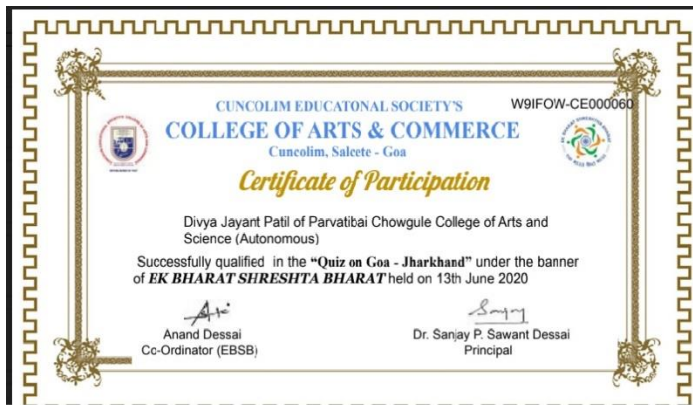 CUNCOLIM EDUCATONAL SOCIETY'S
W9IFOW-CE000060
COLLEGE OF ARTS & COMMERCE
Cuncolim, Salcete - Goa
Certificate of Participation
Divya Jayant Patil of Parvatibai Chowgule College of Arts and
Science (Autonomous)
Successfully qualified in the “Quiz on Goa - Jharkhand” under the banner
of EK BHARAT SHRESHTA BHARAT held on 13th June 2020
Anand Dessai
Co-Ordinator (EBSB)
Dr. Sanjay P. Sawant Dessai
Principal